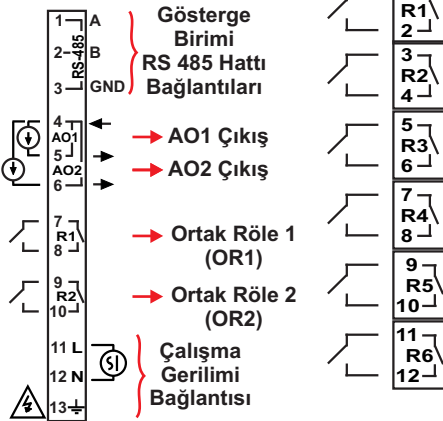 1 A
2 B
3 GND
RS-485
Gösterge
Birimi
RS 485 Hattı
Bağlantıları
4
AO1
5
AO2
6
AO1 Çıkış
AO2 Çıkış
7
R1
8
Ortak Röle 1
(OR1)
9
R2
10
Ortak Röle 2
(OR2)
11 L
12 N
13
Çalışma
Gerilimi
Bağlantısı
R1
2
3
R2
4
5
R3
6
7
R4
8
9
R5
10
11
R6
12